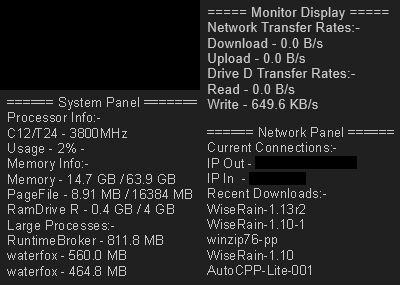 ===== Monitor Display =====
Network Transfer Rates:-
Download - 0.0 B/s
Upload - 0.0 B/s
Drive D Transfer Rates:-
Read - 0.0 B/s
Write - 649.6 KB/s
====== System Panel =======
Processor Info:-
C12/T24 - 3800MHz
Usage - 2% -
Memory Info:-
Memory - 14.7 GB / 63.9 GB
PageFile - 8.91 MB / 16384 MB
RamDrive R - 0.4 GB / 4 GB
Large Processes:-
RuntimeBroker - 811.8 MB
waterfox - 560.0 MB
waterfox - 464.8 MB
====== Network Panel ======
Current Connections:-
IP Out -
IP In -
Recent Downloads:-
WiseRain-1.13r2
WiseRain-1.10-1
winzip76-pp
WiseRain-1.10
AutoCPP-Lite-001